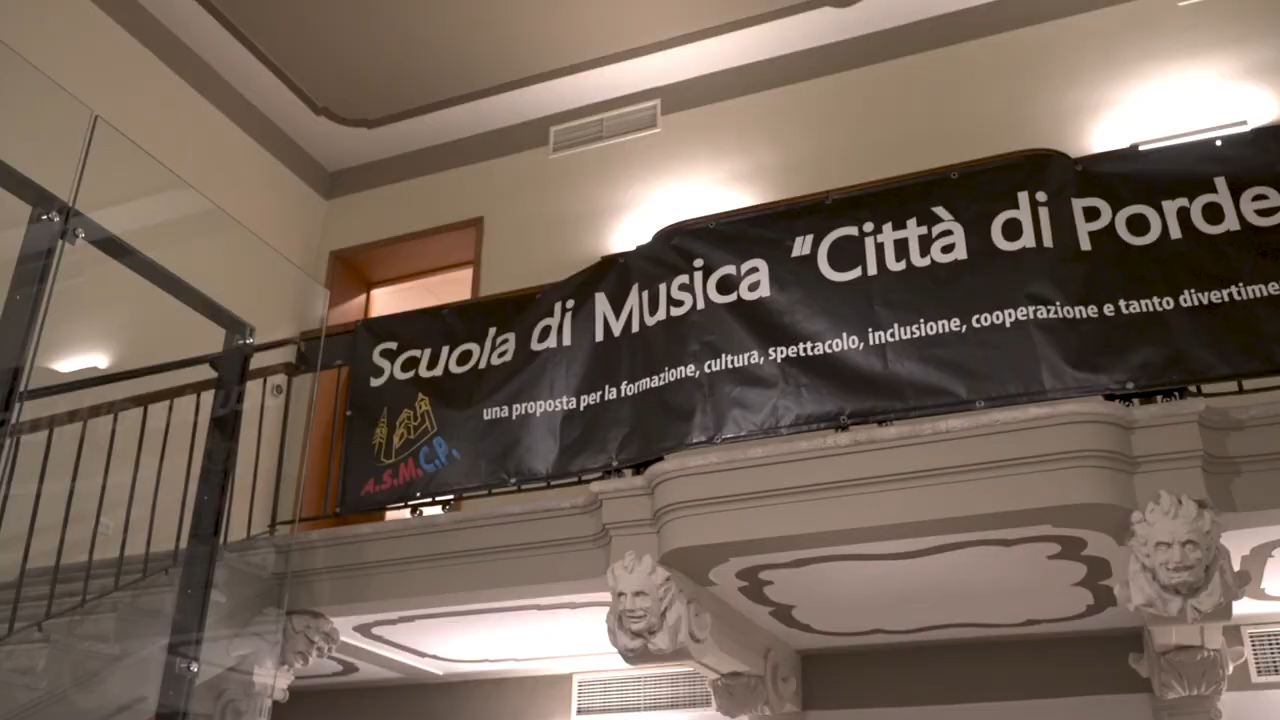 Scuola di Musica "Città di Porde
una proposta per la formazione, cultura, spettacolo, inclusione, cooperazione e tanto divertime
A.S.M.C.P.